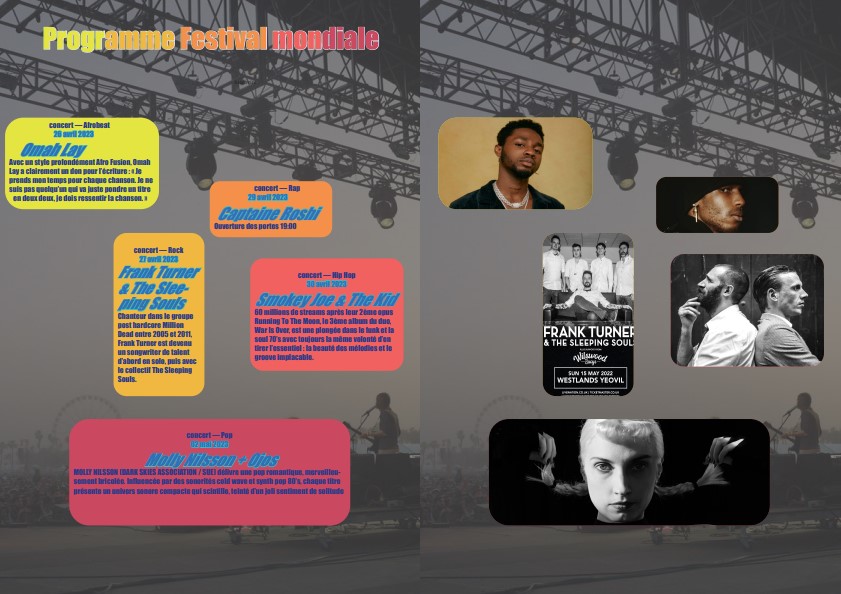 Programme Festival mondiale
concert — Afrobeat
26 avril 2023
Omah Lay
Avec un style profondément Afro Fusion, Omah
Lay a clairement un don pour l'écriture : « Je
prends mon temps pour chaque chanson. Je ne
suis pas quelqu'un qui va juste pondre un titre
en deux deux, je dois ressentir la chanson. »
concert — Rap
29 avril 2023
Captaine Roshi
Ouverture des portes 19:00
concert — Rock
27 avril 2023
Frank Turner
& The Slee-
ping Souls
Chanteur dans le groupe
post hardcore Million
Dead entre 2005 et 2011,
Frank Turner est devenu
un songwriter de talent
d'abord en solo, puis avec
le collectif The Sleeping
Souls.
concert — Hip Hop
30 avril 2023
Smokey Joe & The Kid
60 millions de streams après leur 2ème opus
Running To The Moon, le 3ème album du duo,
War Is Over, est une plongée dans le funk et la
soul 70's avec toujours la même volonté d'en
tirer l'essentiel : la beauté des mélodies et le
groove implacable.
concert — Pop
02 mai 2023
Molly Nilsson + Ojos
MOLLY NILSSON (DARK SKIES ASSOCIATION / SUE) délivre une pop romantique, merveilleu-
sement bricolée. Influencée par des sonorités cold wave et synth pop 80's, chaque titre
présente un univers sonore compacte qui scintille, teinté d'un joli sentiment de solitude
FRANK TURNER
& THE SLEEPING SOUL
Wilswood
Buoys
SUN 15 MAY 2022
WESTLANDS YEOVIL